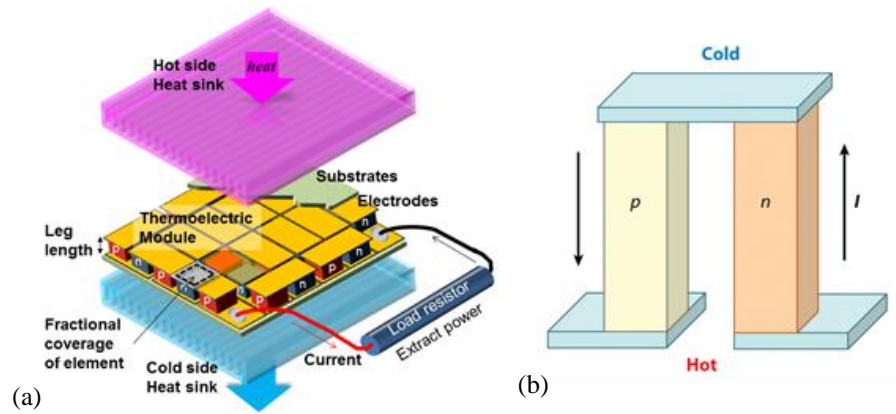 Hot side
Heat sink
heat
Substrates
Electrodes
Thermoelectric
Module
Leg
length
p
n
p
n
p
n
p
n
p
n
Fractional
coverage
of element
Cold side
Heat sink
Current
Load resistor
Extract power
(a)
Cold
p
n
I
Hot
(b)